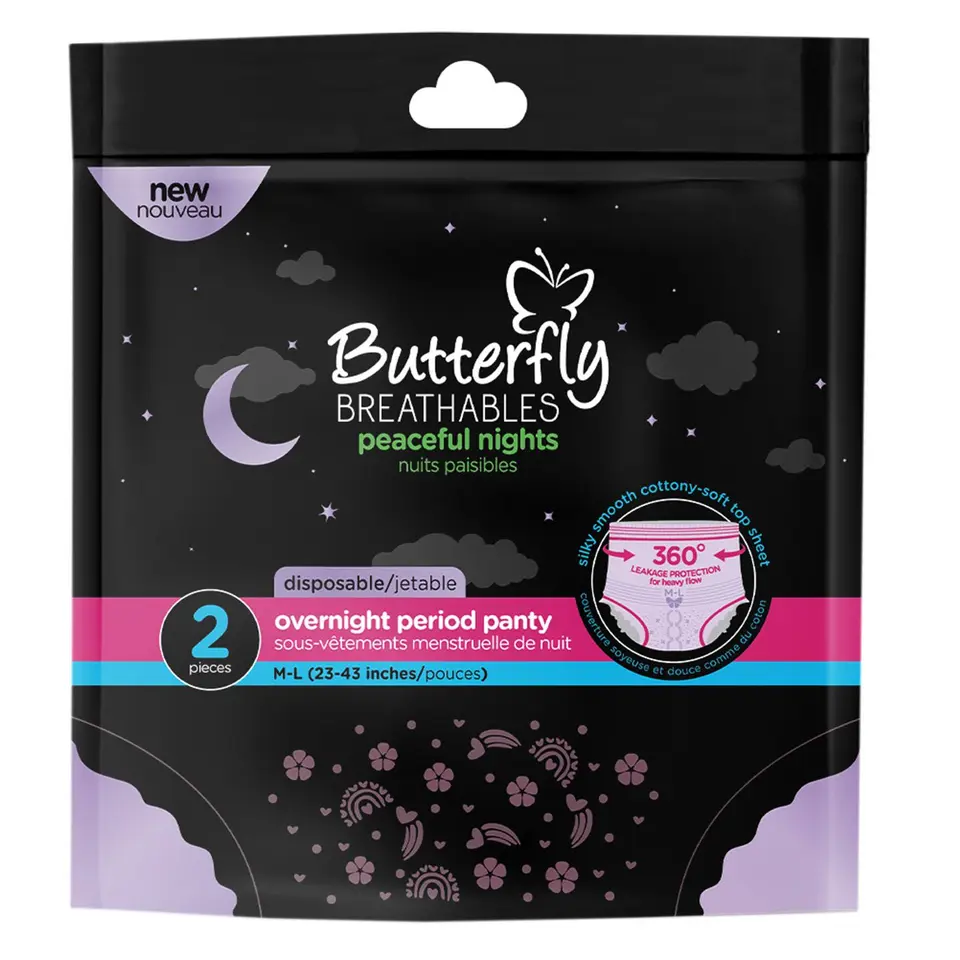 new
nouveau
Butterfly
BREATHABLES
peaceful nights
nuits paisibles
silky smooth cottony-soft top sheet
360°
LEAKAGE PROTECTION
for heavy flow
M-L
couverture soyeuse et douce comme du coton
disposable/jetable
2
pieces
overnight period panty
sous-vêtements menstruelle de nuit
M-L (23-43 inches/pouces)